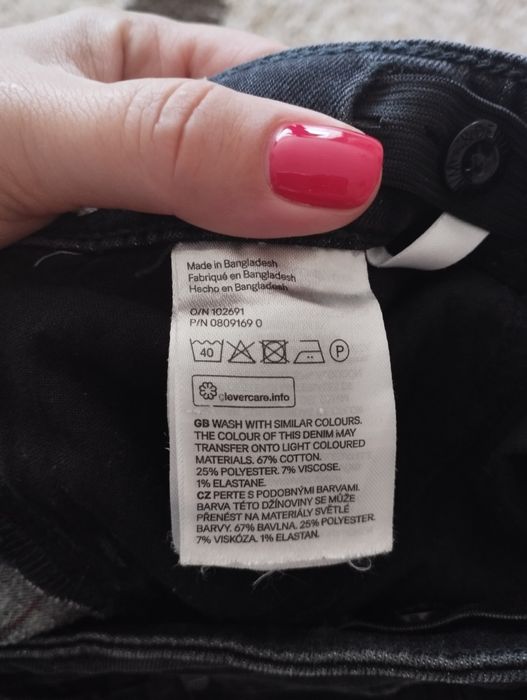 Made in Bangladesh
Fabriqué en Bangladesh
Hecho en Bangladesh
O/N 102691
P/N 0809169 0
40
P
clevercare.info
GB WASH WITH SIMILAR COLOURS.
THE COLOUR OF THIS DENIM MAY
TRANSFER ONTO LIGHT COLOURED
MATERIALS. 67% COTTON.
25% POLYESTER. 7% VISCOSE.
1% ELASTANE.
CZ PERTE S PODOBNÝMI BARVAMI.
BARVA TÉTO DŽÍNOVINY SE MŮŽE
PŘENÉST NA MATERIÁLY SVĚTLÉ
BARVY. 67% BAVLNA. 25% POLYESTER.
7% VISKÓZA. 1% ELASTAN.